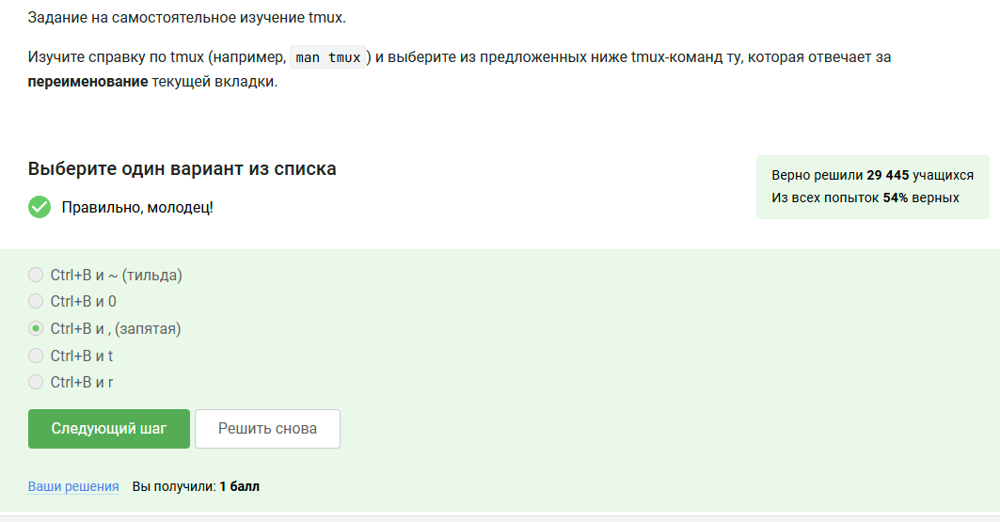 Задание на самостоятельное изучение tmux.
Изучите справку по tmux (например, man tmux ) и выберите из предложенных ниже tmux-команд ту, которая отвечает за
переименование текущей вкладки.
Выберите один вариант из списка
Правильно, молодец!
Верно решили 29 445 учащихся
Из всех попыток 54% верных
Ctrl+B и ~ (тильда)
Ctrl+B и 0
Ctrl+B и , (запятая)
Ctrl+B и t
Ctrl+B и r
Следующий шаг
Решить снова
Ваши решения Вы получили: 1 балл